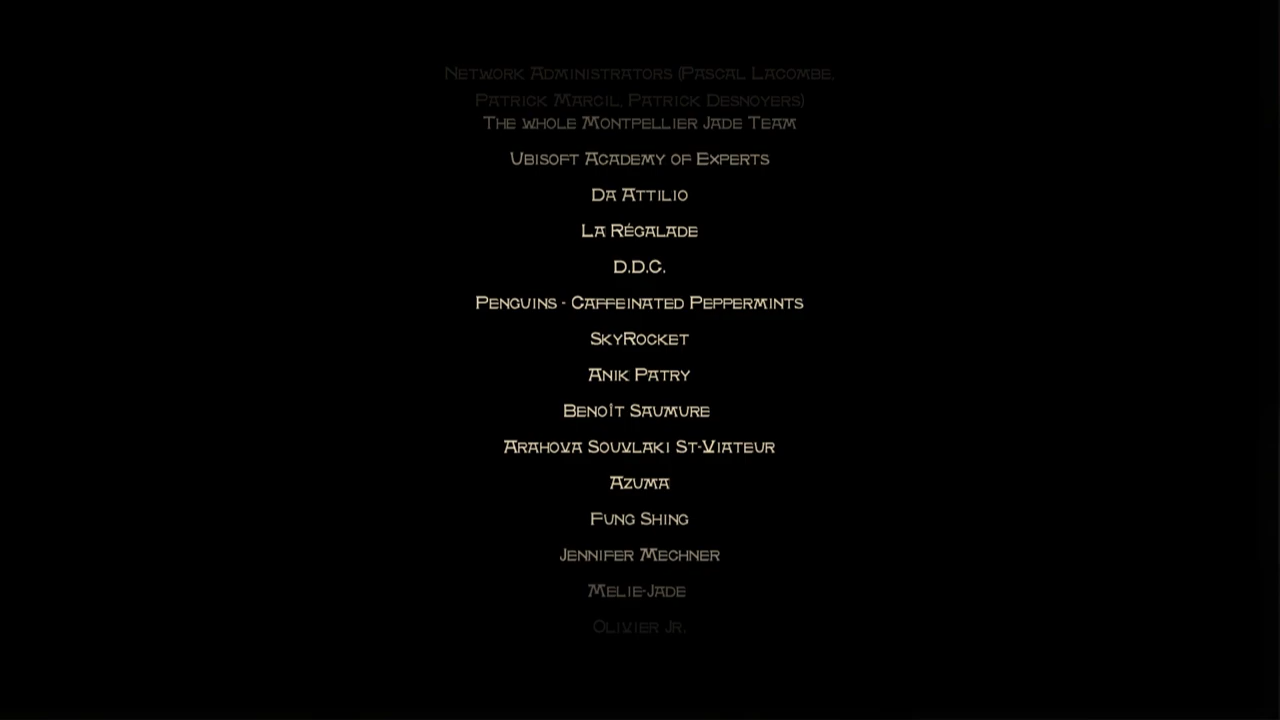 Network Administrators (Pascal Lacombe,
Patrick Marcil, Patrick Desnoyers)
The whole Montpellier Jade Team
Ubisoft Academy of Experts
Da Attilio
La Régalade
D.D.C.
Penguins - Caffeinated Peppermints
SkyRocket
Anik Patry
Benoît Saumure
Arahova Souvlaki St-Viateur
Azuma
Fung Shing
Jennifer Mechner
Melie-Jade
Olivier Jr.